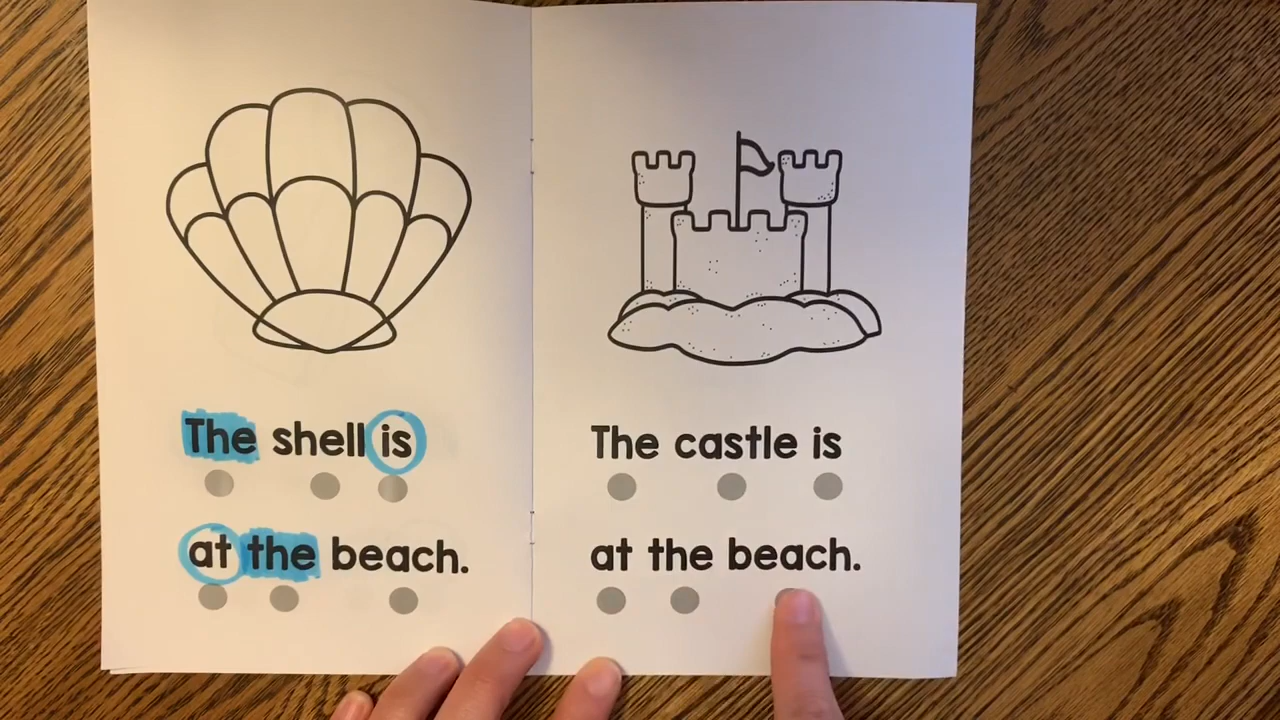 The shell is
at the beach.
The castle is
at the beach.